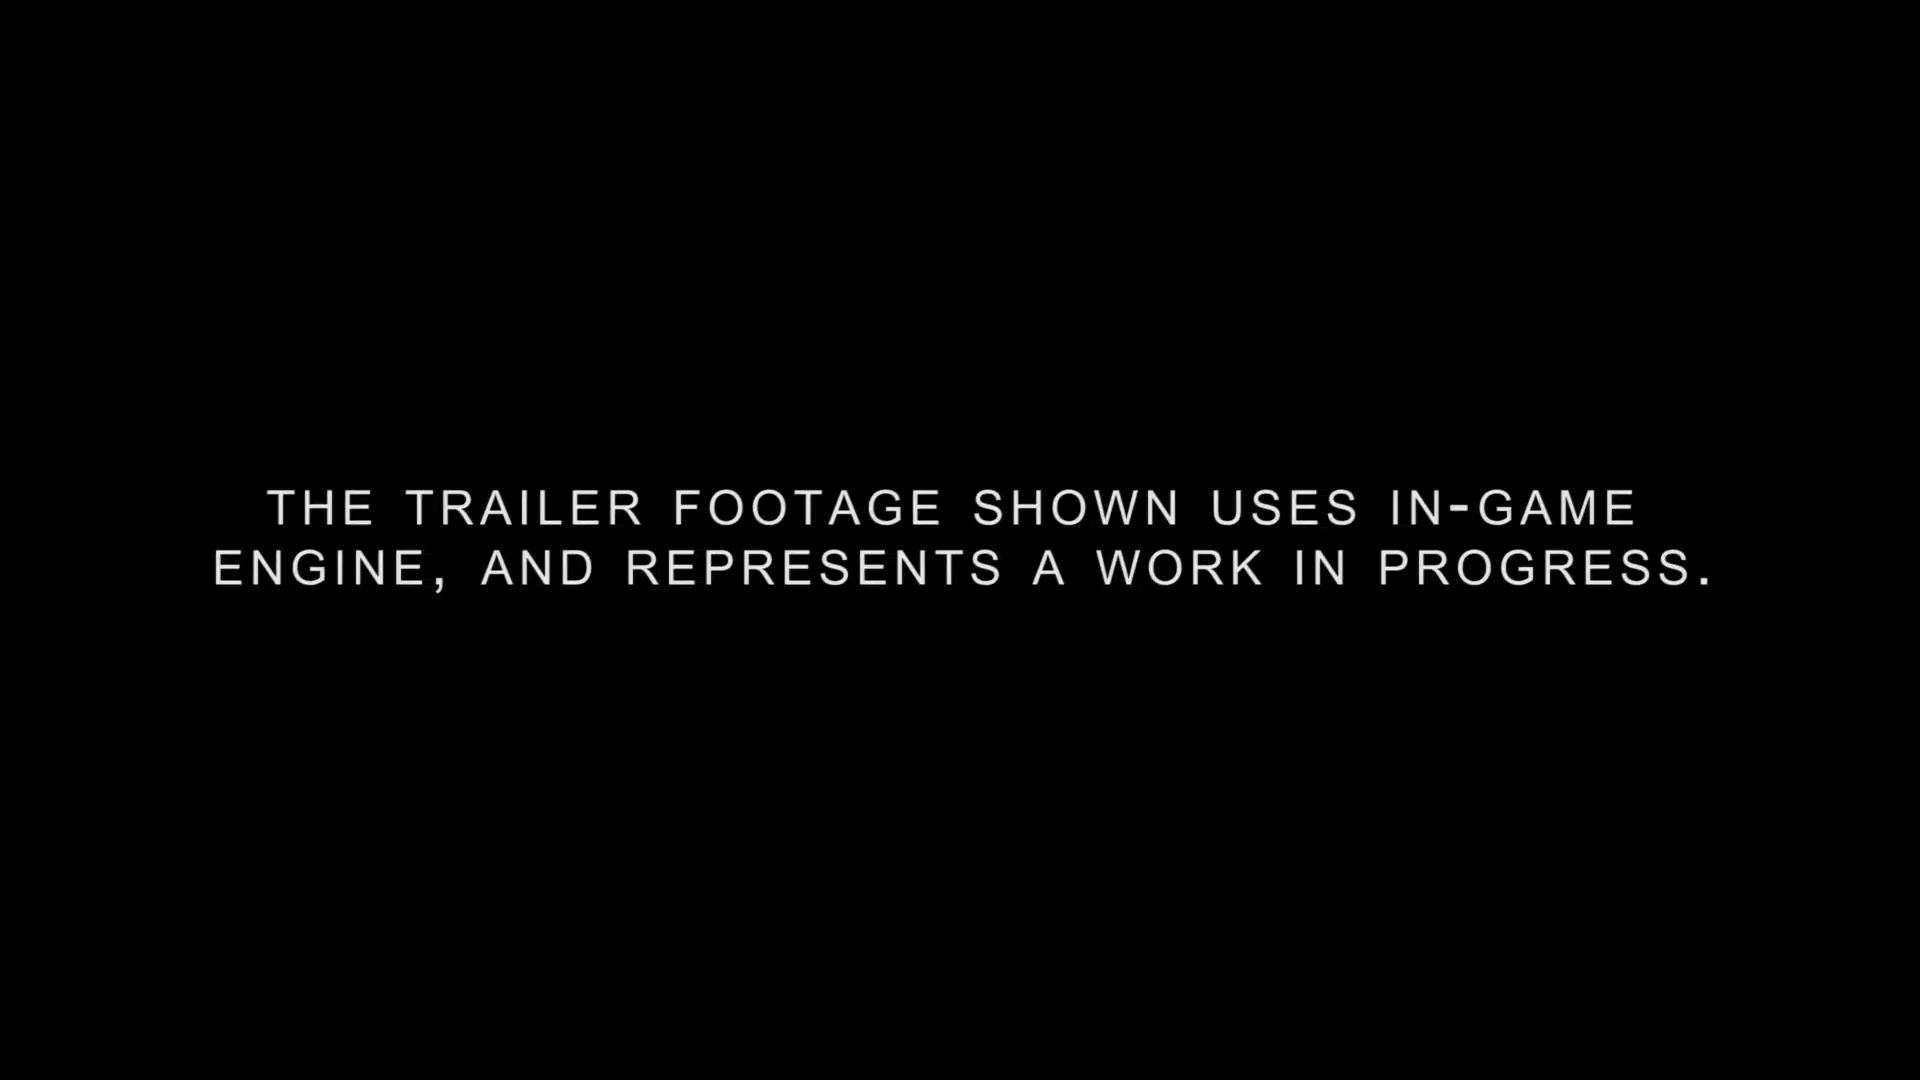 THE TRAILER FOOTAGE SHOWN USES IN-GAME
ENGINE, AND REPRESENTS A WORK IN PROGRESS.